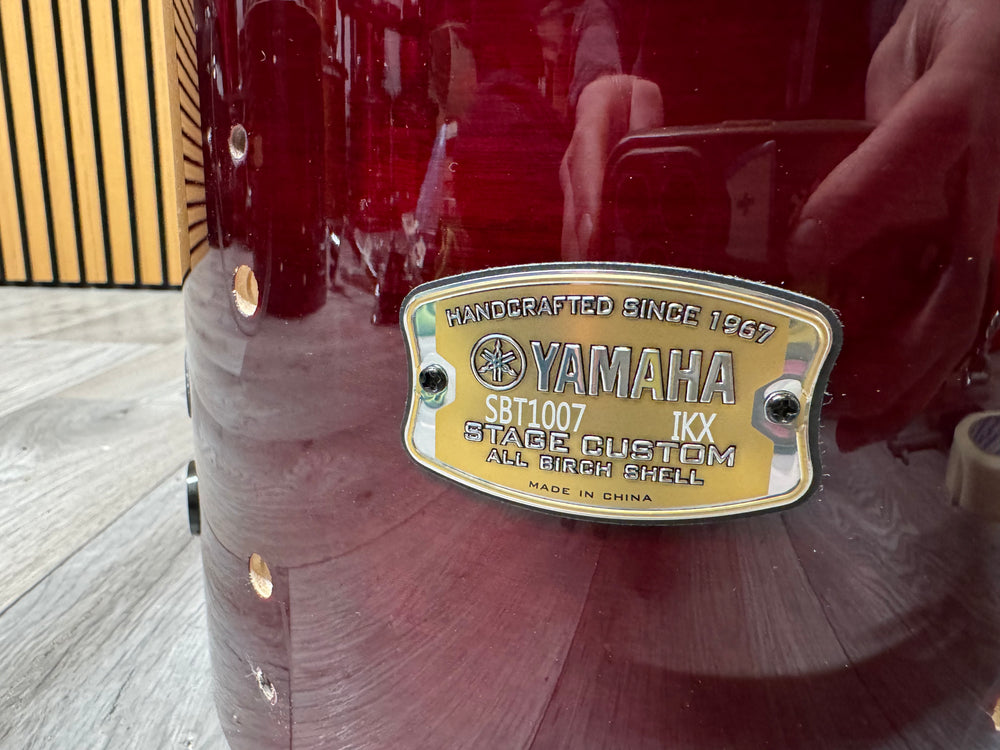 HANDCRAFTED SINCE 1967
YAMAHA
SBT1007 IKX
STAGE CUSTOM
ALL BIRCH SHELL
MADE IN CHINA